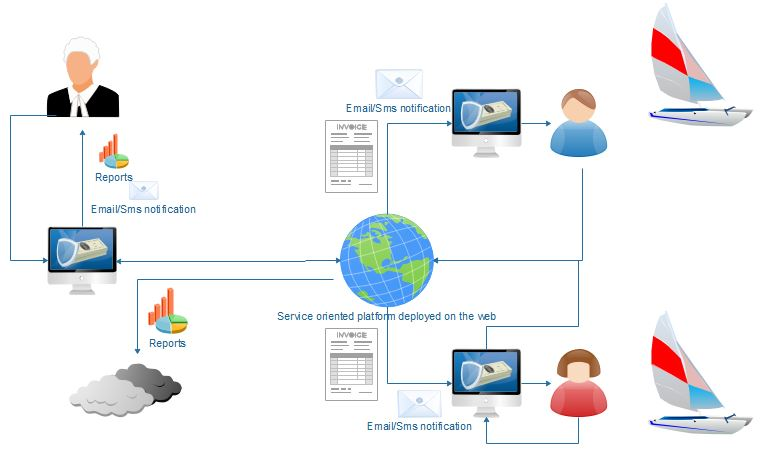 Email/Sms notification
INVOICE
Reports
Email/Sms notification
Service oriented platform deployed on the web
INVOICE
Reports
Email/Sms notification